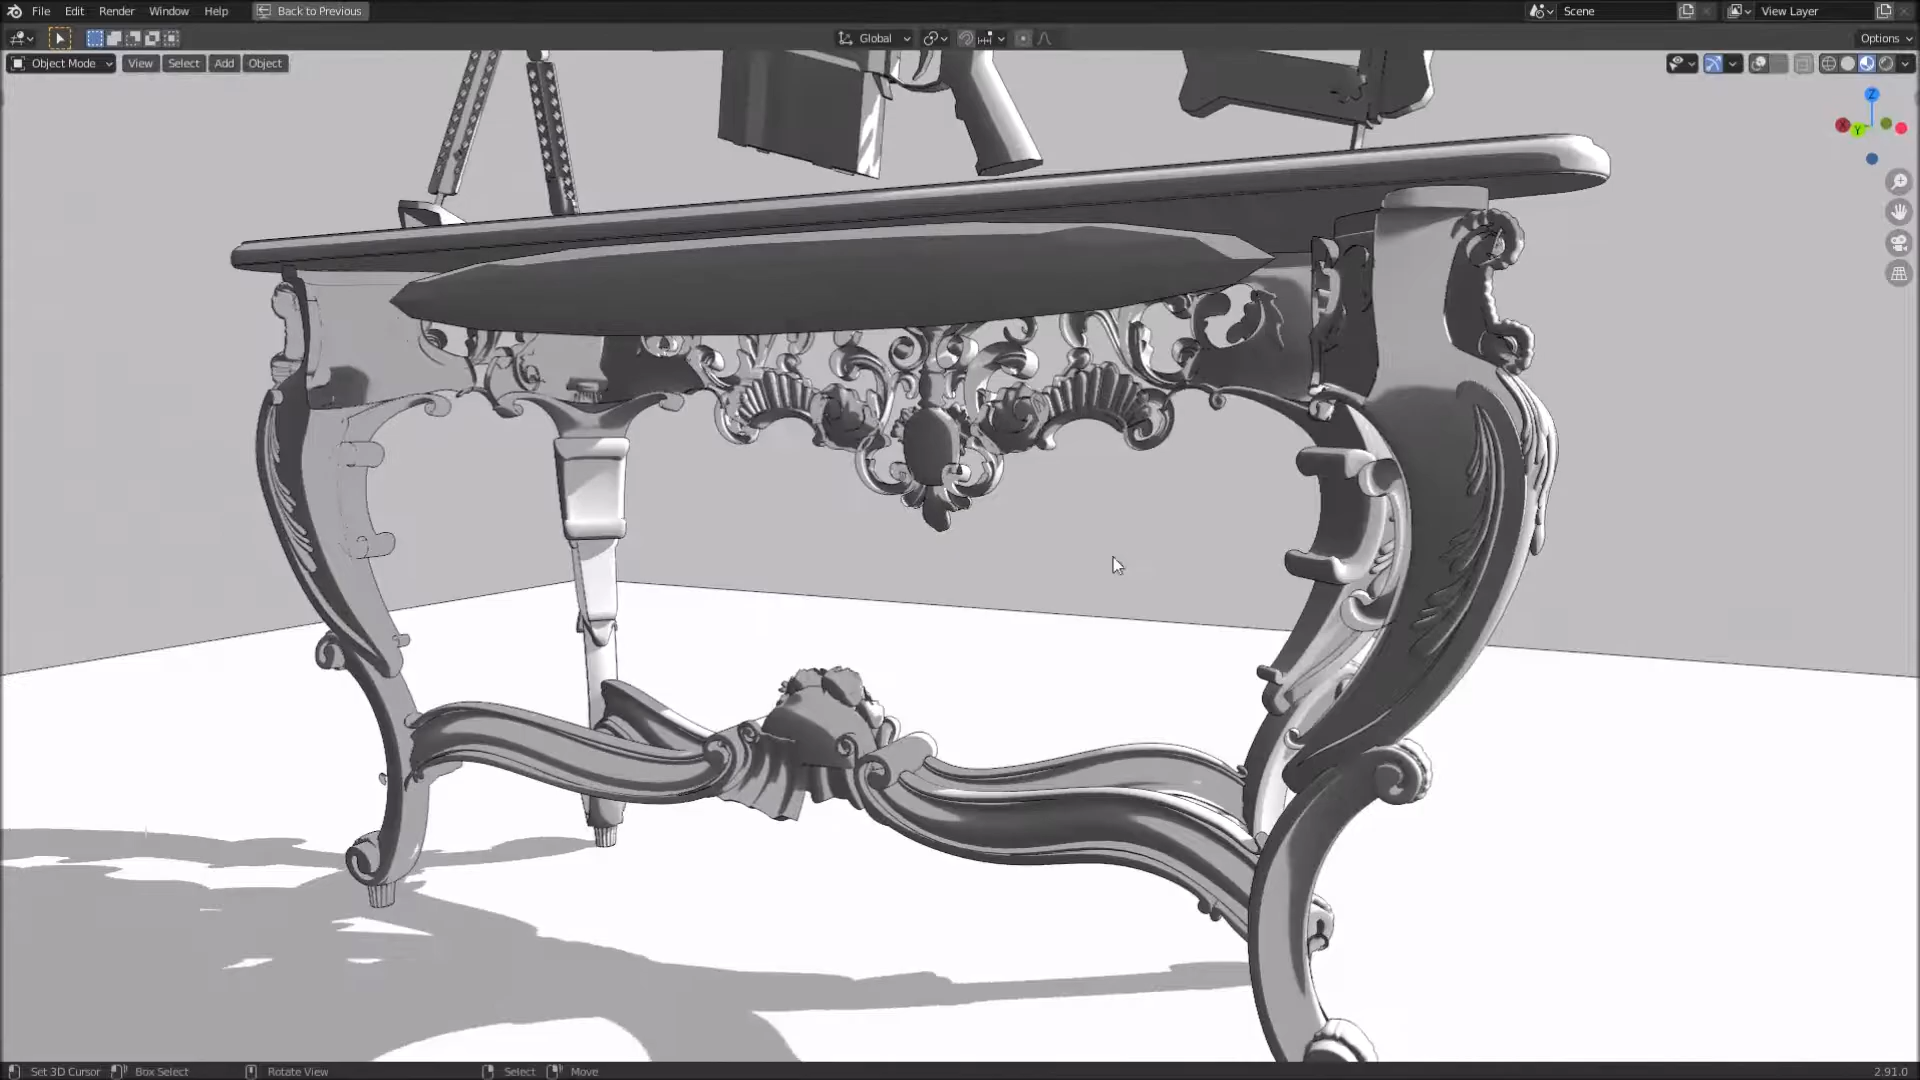 File Edit Render Window Help Back to Previous Scene View Layer
Global Options
Object Mode View Select Add Object
Z
X Y
Set 3D Cursor Box Select Rotate View Select Move 2.91.0